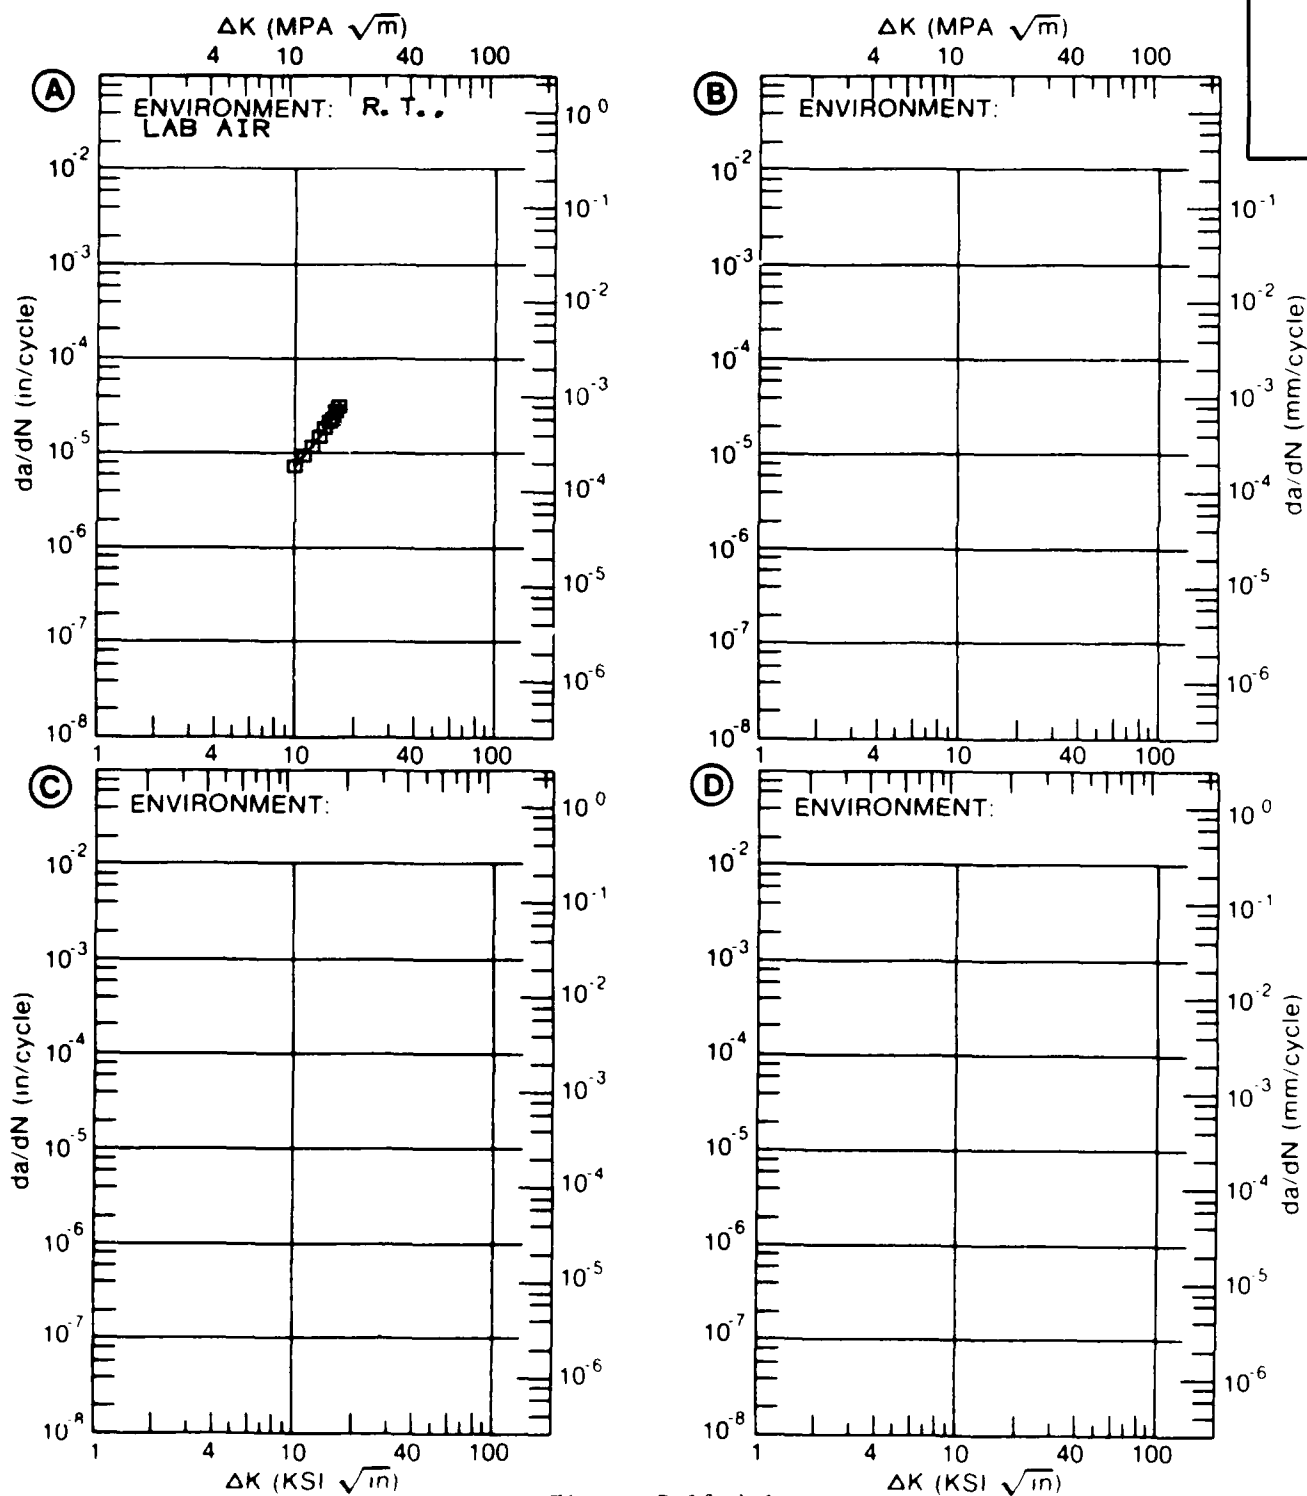 ΔK (MPA √m)
4 10 40 100
ΔK (MPA √m)
4 10 40 100
A
ENVIRONMENT: R.T..
LAB AIR
10⁻² 10⁻³ 10⁻⁴ 10⁻⁵ 10⁻⁶ 10⁻⁷ 10⁻⁸
da/dN (in/cycle)
10⁰ 10⁻¹ 10⁻² 10⁻³ 10⁻⁴ 10⁻⁵ 10⁻⁶
1 4 10 40 100
B
ENVIRONMENT:
10⁻² 10⁻³ 10⁻⁴ 10⁻⁵ 10⁻⁶ 10⁻⁷ 10⁻⁸
10⁻¹ 10⁻² 10⁻³ 10⁻⁴ 10⁻⁵ 10⁻⁶
da/dN (mm/cycle)
1 4 10 40 100
C
ENVIRONMENT:
10⁻² 10⁻³ 10⁻⁴ 10⁻⁵ 10⁻⁶ 10⁻⁷ 10⁻⁸
da/dN (in/cycle)
10⁰ 10⁻¹ 10⁻² 10⁻³ 10⁻⁴ 10⁻⁵ 10⁻⁶
1 4 10 40 100
ΔK (KSI √in)
D
ENVIRONMENT:
10⁻² 10⁻³ 10⁻⁴ 10⁻⁵ 10⁻⁶ 10⁻⁷ 10⁻⁸
10⁰ 10⁻¹ 10⁻² 10⁻³ 10⁻⁴ 10⁻⁵ 10⁻⁶
da/dN (mm/cycle)
1 4 10 40 100
ΔK (KSI √in)